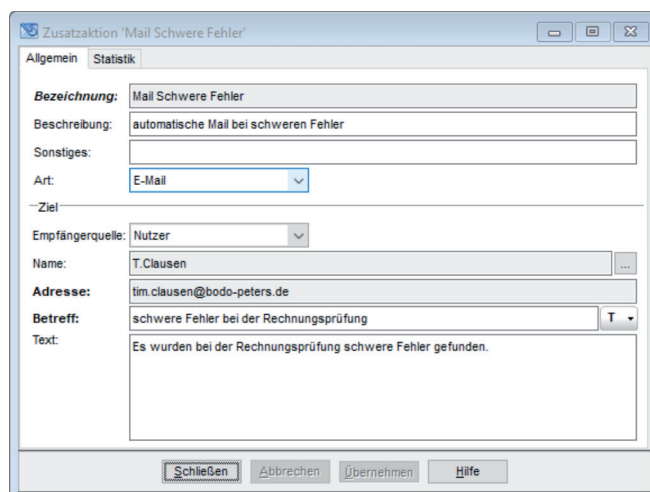 Zusatzaktion 'Mail Schwere Fehler'
Allgemein Statistik
Bezeichnung: Mail Schwere Fehler
Beschreibung: automatische Mail bei schweren Fehler
Sonstiges:
Art: E-Mail
Ziel
Empfängerquelle: Nutzer
Name: T.Clausen ...
Adresse: tim.clausen@bodo-peters.de
Betreff: schwere Fehler bei der Rechnungsprüfung T
Text: Es wurden bei der Rechnungsprüfung schwere Fehler gefunden.
Schließen Abbrechen Übernehmen Hilfe